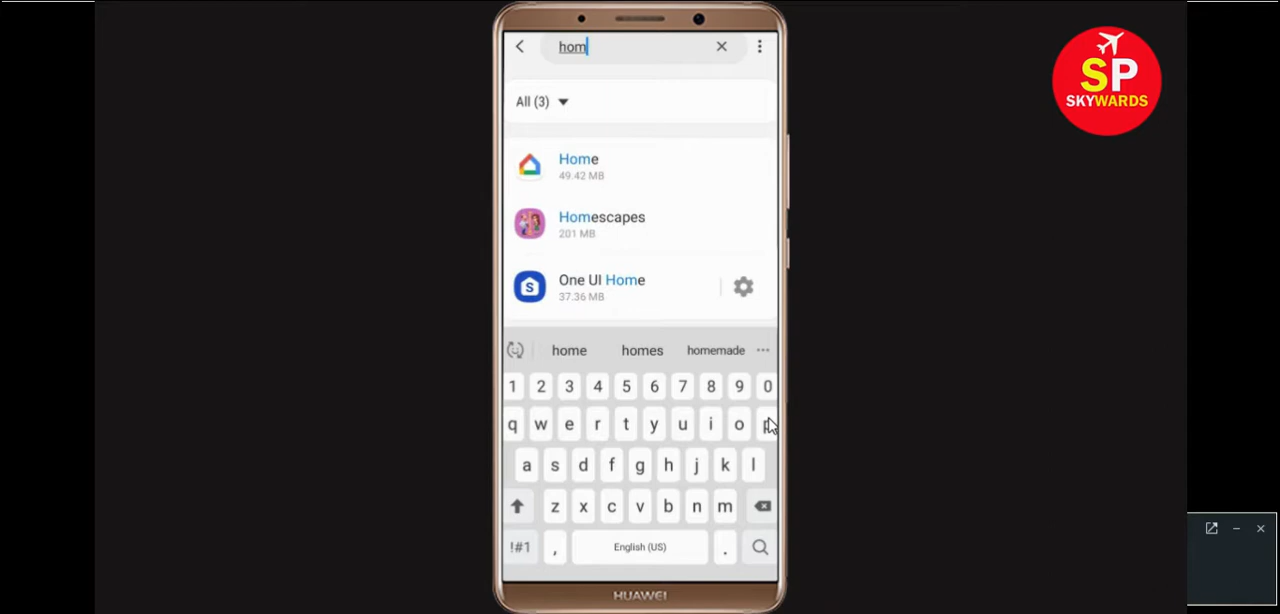 hom
All (3)
Home
49.42 MB
Homescapes
201 MB
One UI Home
37.36 MB
home homes homemade
1 2 3 4 5 6 7 8 9 0
q w e r t y u i o p
a s d f g h j k l
z x c v b n m
!#1 , English (US) .
HUAWEI
SP
SKYWARDS